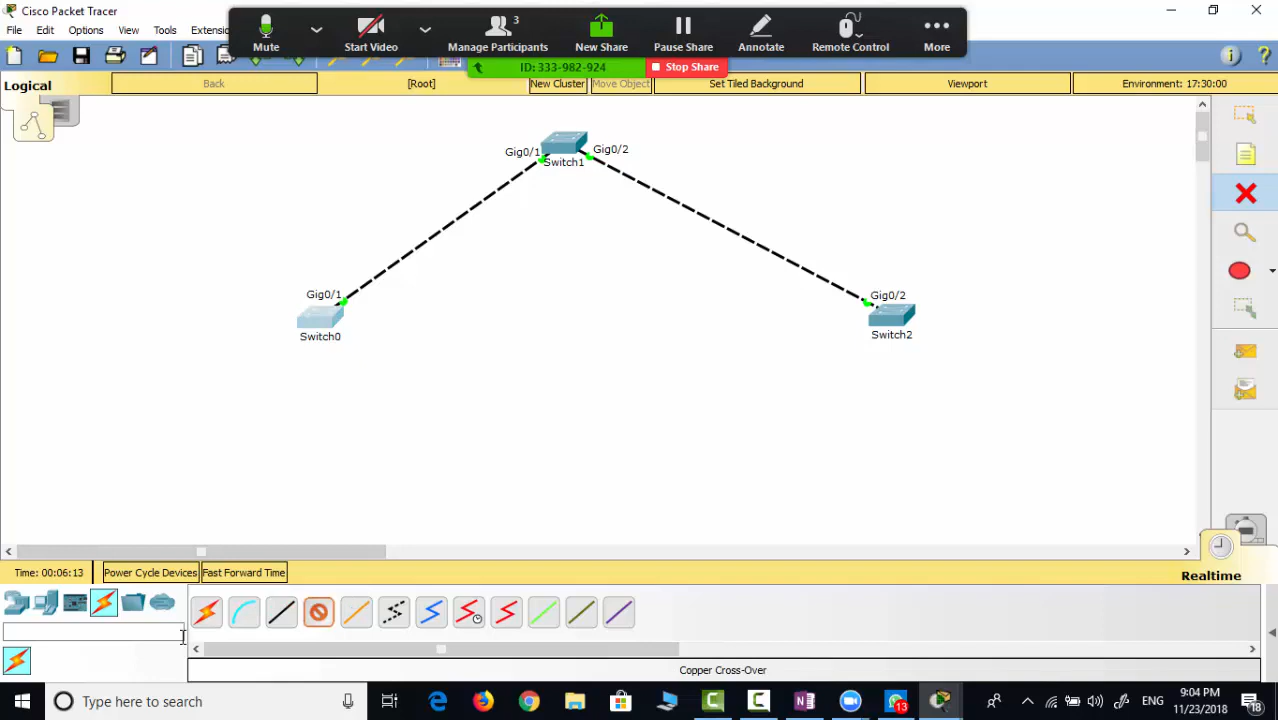 Cisco Packet Tracer
File Edit Options View Tools Extension
Mute Start Video Manage Participants 3 New Share Pause Share Annotate Remote Control More
ID: 333-982-924 Stop Share
Logical Back [Root] New Cluster Move Object Set Tiled Background Viewport Environment: 17:30:00
Gig0/1 Gig0/2
Switch1
Gig0/1 Gig0/2
Switch0 Switch2
Time: 00:06:13 Power Cycle Devices Fast Forward Time
Realtime
Copper Cross-Over
Type here to search
13
ENG
9:04 PM
11/23/2018
18